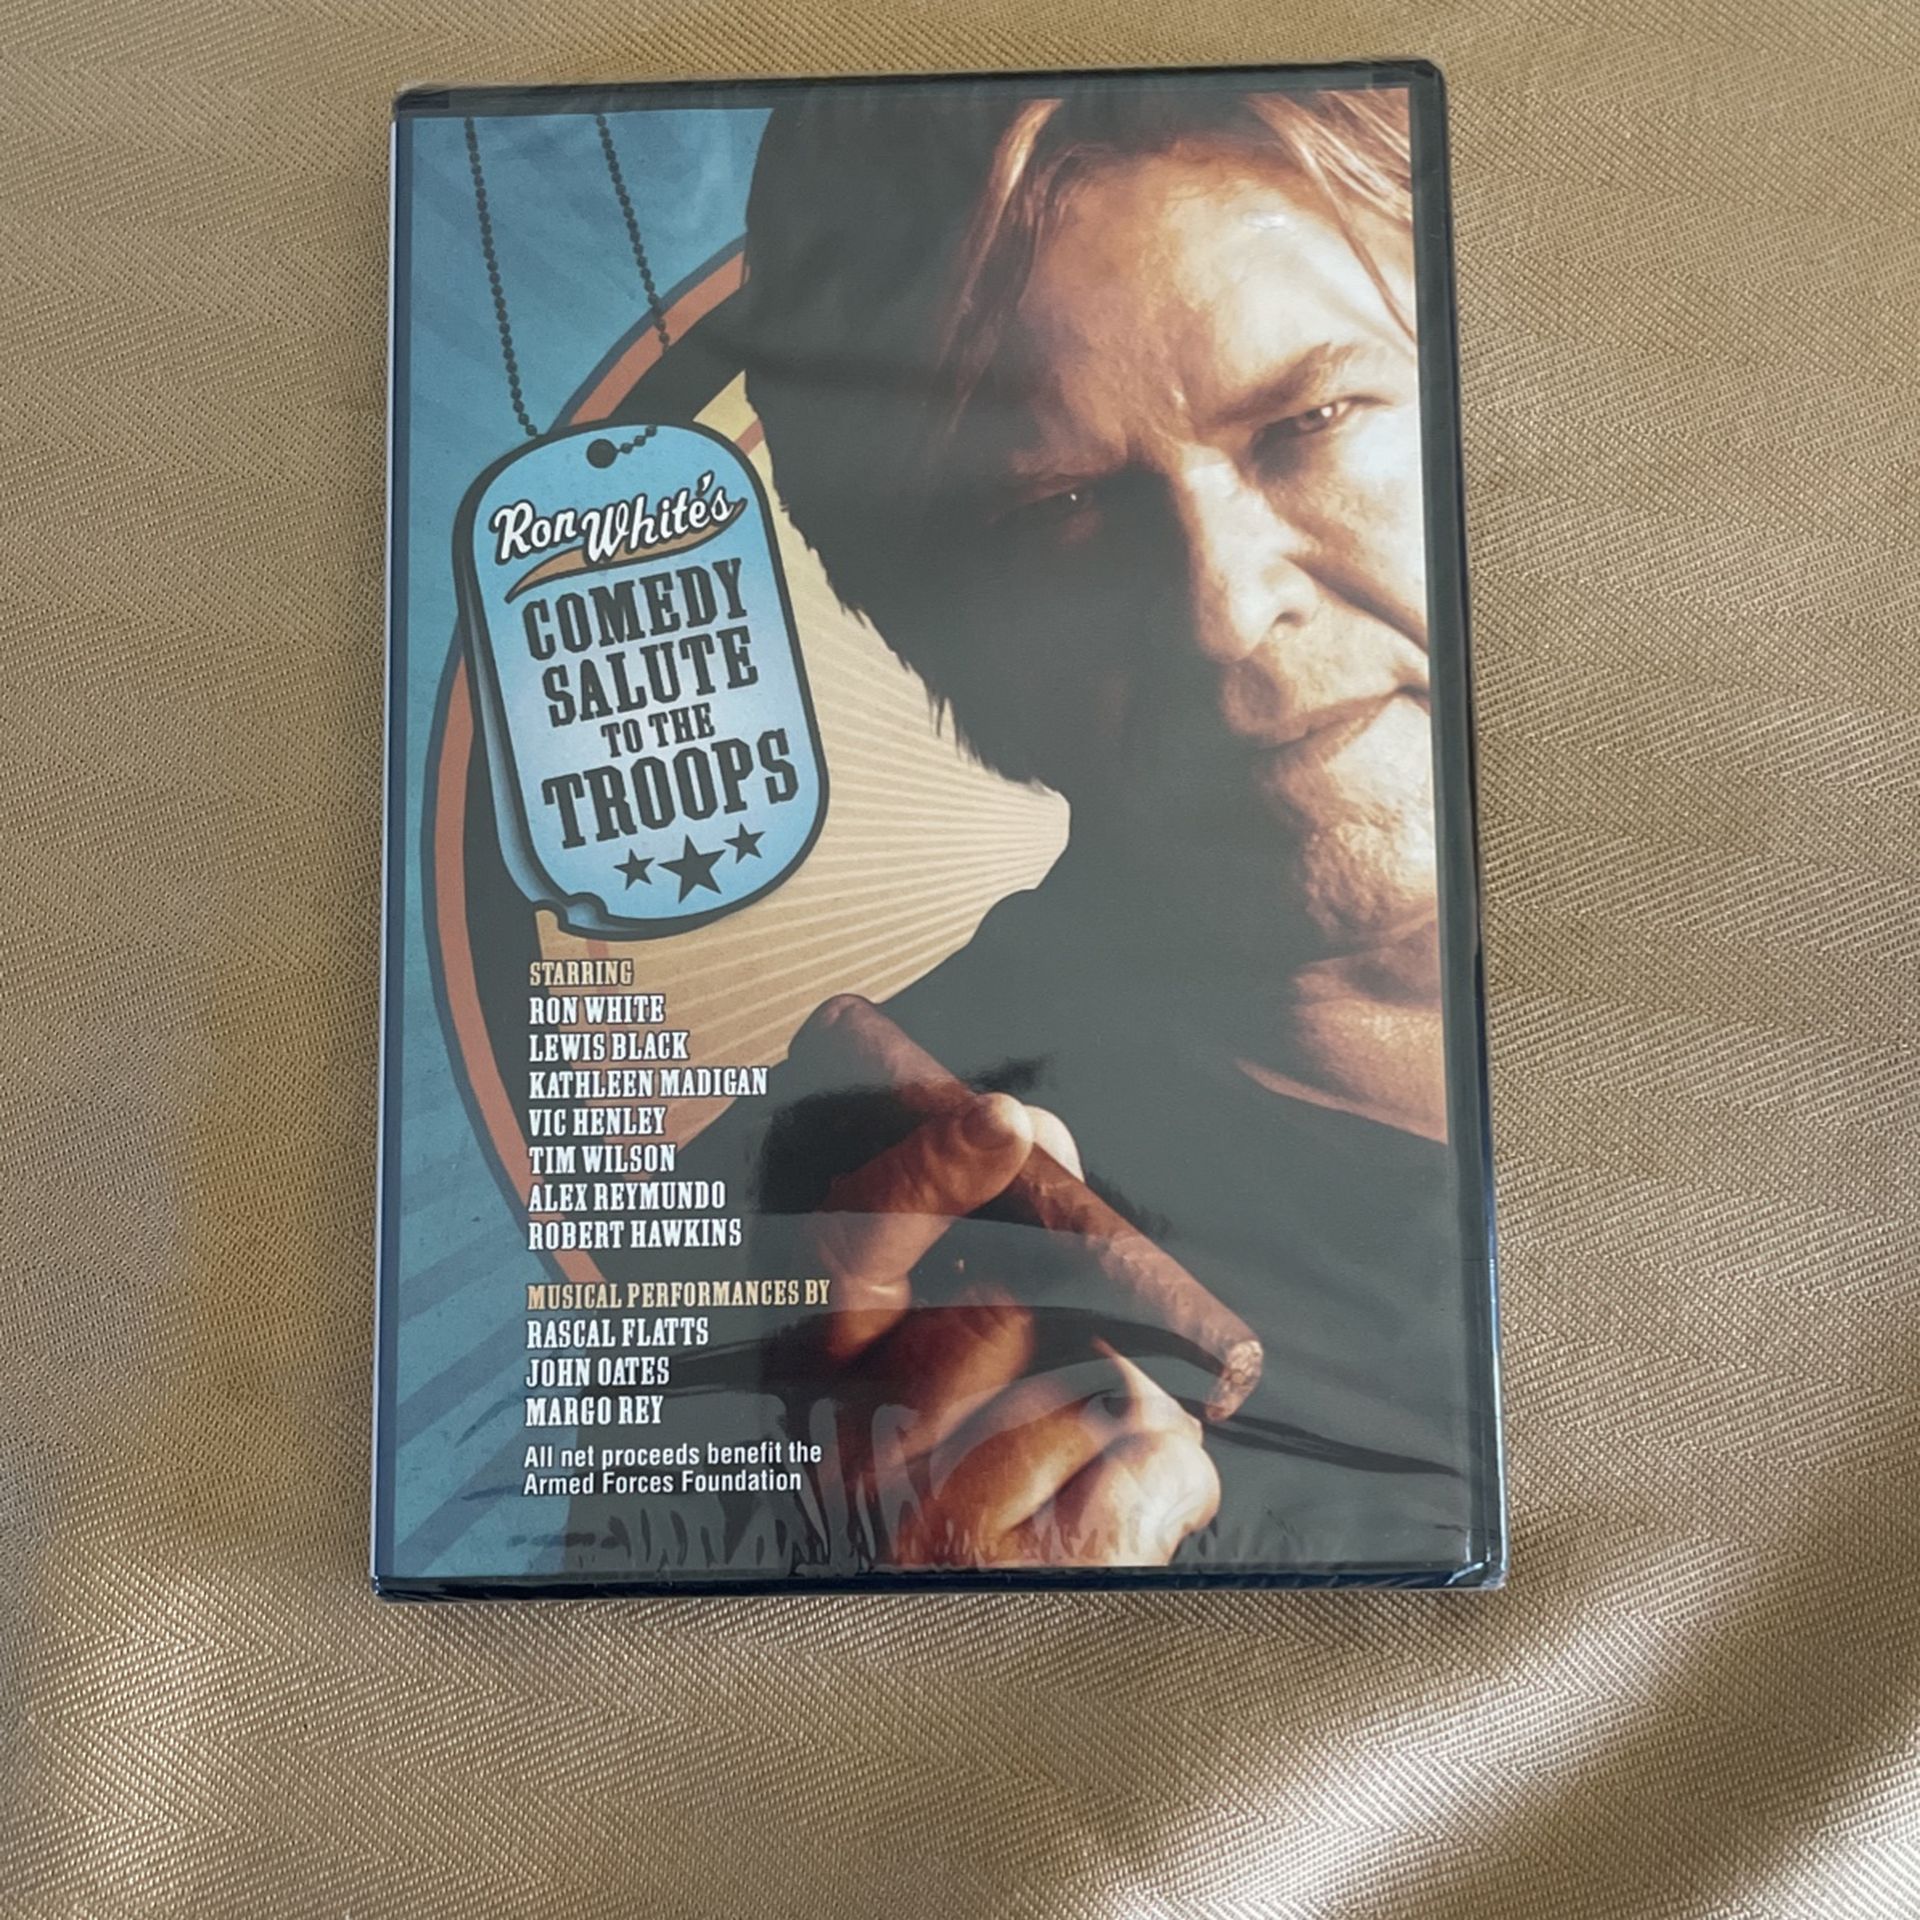 Ron White's
COMEDY
SALUTE
TO THE
TROOPS
STARRING
RON WHITE
LEWIS BLACK
KATHLEEN MADIGAN
VIC HENLEY
TIM WILSON
ALEX REYMUNDO
ROBERT HAWKINS
MUSICAL PERFORMANCES BY
RASCAL FLATTS
JOHN OATES
MARGO REY
All net proceeds benefit the
Armed Forces Foundation